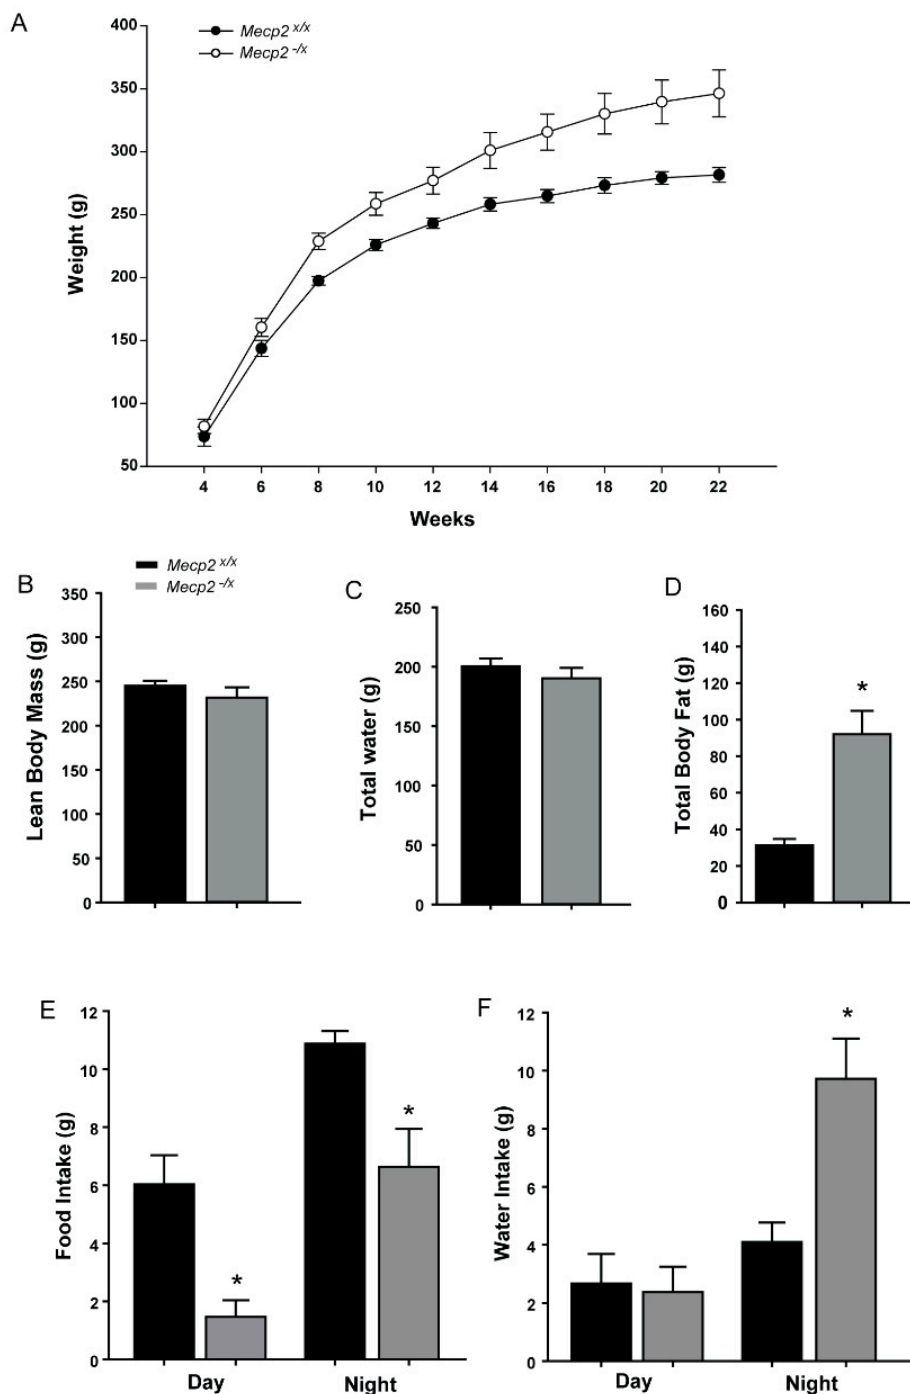 A
Mecp2 x/x
Mecp2 -/x
400
350
300
250
200
150
100
50
Weight (g)
4 6 8 10 12 14 16 18 20 22
Weeks
B
Mecp2 x/x
Mecp2 -/x
350
300
250
200
250
100
50
0
Lean Body Mass (g)
C
250
200
150
100
50
0
Total water (g)
D
160
140
120
100
80
60
40
20
0
Total Body Fat (g)
*
E
12
10
8
6
4
2
0
Food Intake (g)
*
*
Day Night
F
12
10
8
6
4
2
0
Water Intake (g)
*
Day Night